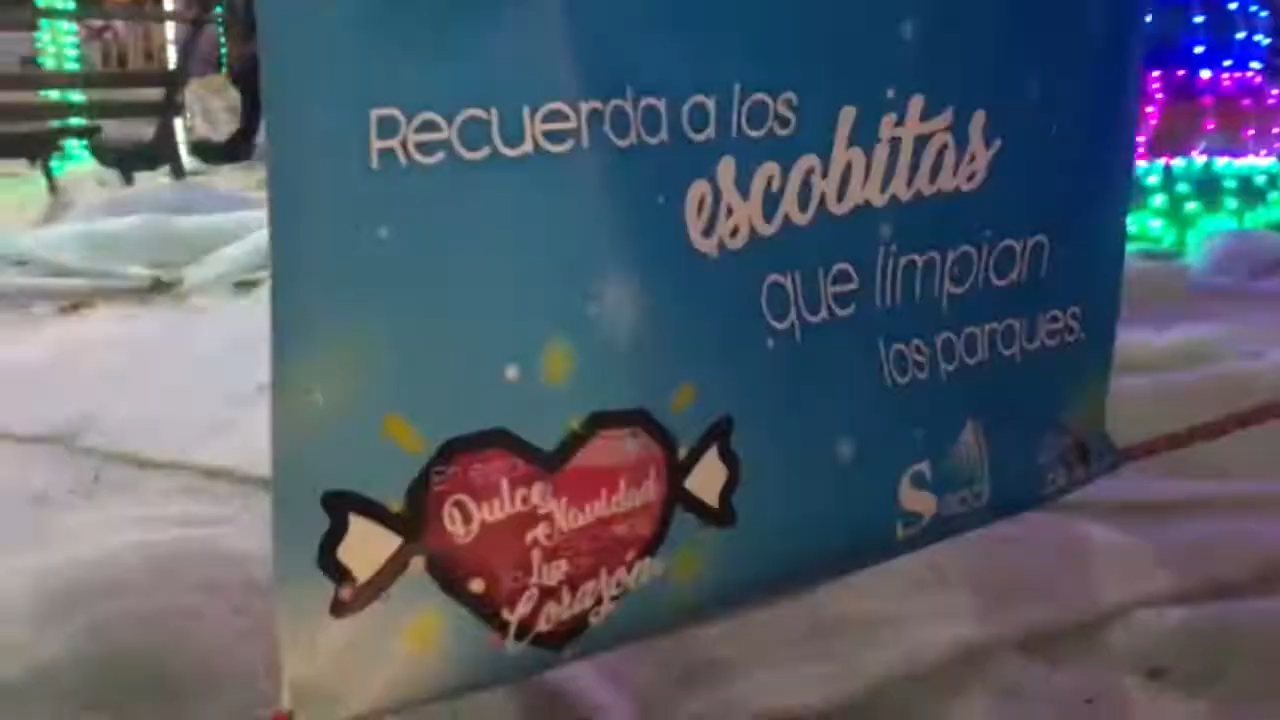 Recuerda a los
escobitas
que limpian
los parques.
Dulce
Navidad
Corazón